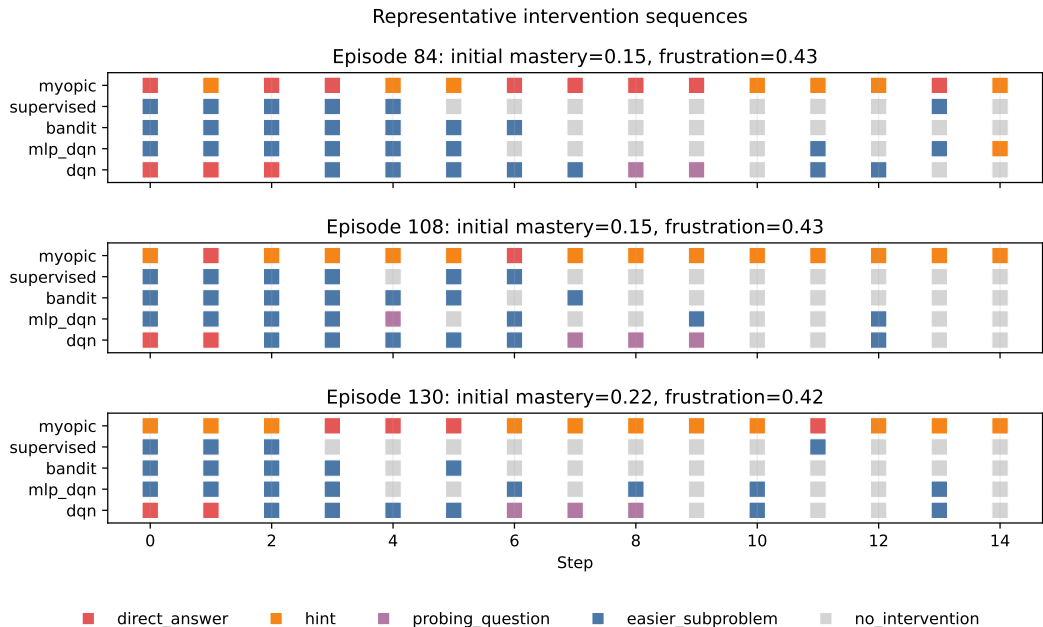 Representative intervention sequences
Episode 84: initial mastery=0.15, frustration=0.43
myopic
supervised
bandit
mlp_dqn
dqn
Episode 108: initial mastery=0.15, frustration=0.43
myopic
supervised
bandit
mlp_dqn
dqn
Episode 130: initial mastery=0.22, frustration=0.42
myopic
supervised
bandit
mlp_dqn
dqn
0 2 4 6 8 10 12 14
Step
direct_answer hint probing_question easier_subproblem no_intervention